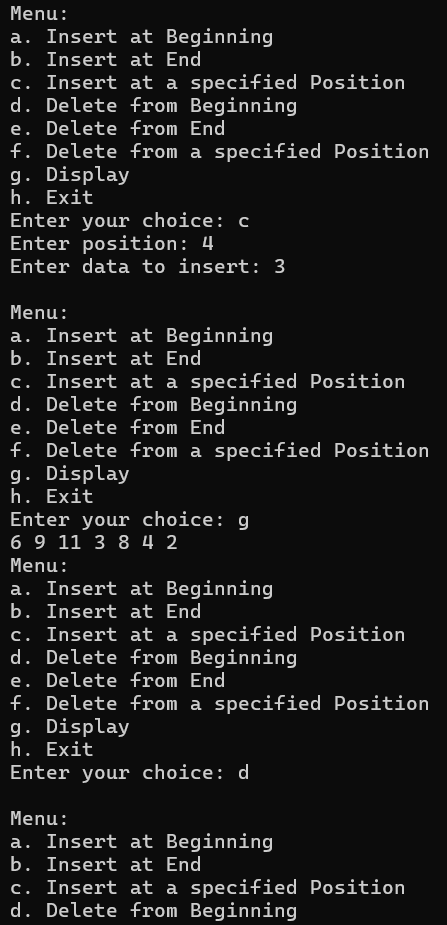 Menu:
a. Insert at Beginning
b. Insert at End
c. Insert at a specified Position
d. Delete from Beginning
e. Delete from End
f. Delete from a specified Position
g. Display
h. Exit
Enter your choice: c
Enter position: 4
Enter data to insert: 3

Menu:
a. Insert at Beginning
b. Insert at End
c. Insert at a specified Position
d. Delete from Beginning
e. Delete from End
f. Delete from a specified Position
g. Display
h. Exit
Enter your choice: g
6 9 11 3 8 4 2
Menu:
a. Insert at Beginning
b. Insert at End
c. Insert at a specified Position
d. Delete from Beginning
e. Delete from End
f. Delete from a specified Position
g. Display
h. Exit
Enter your choice: d

Menu:
a. Insert at Beginning
b. Insert at End
c. Insert at a specified Position
d. Delete from Beginning